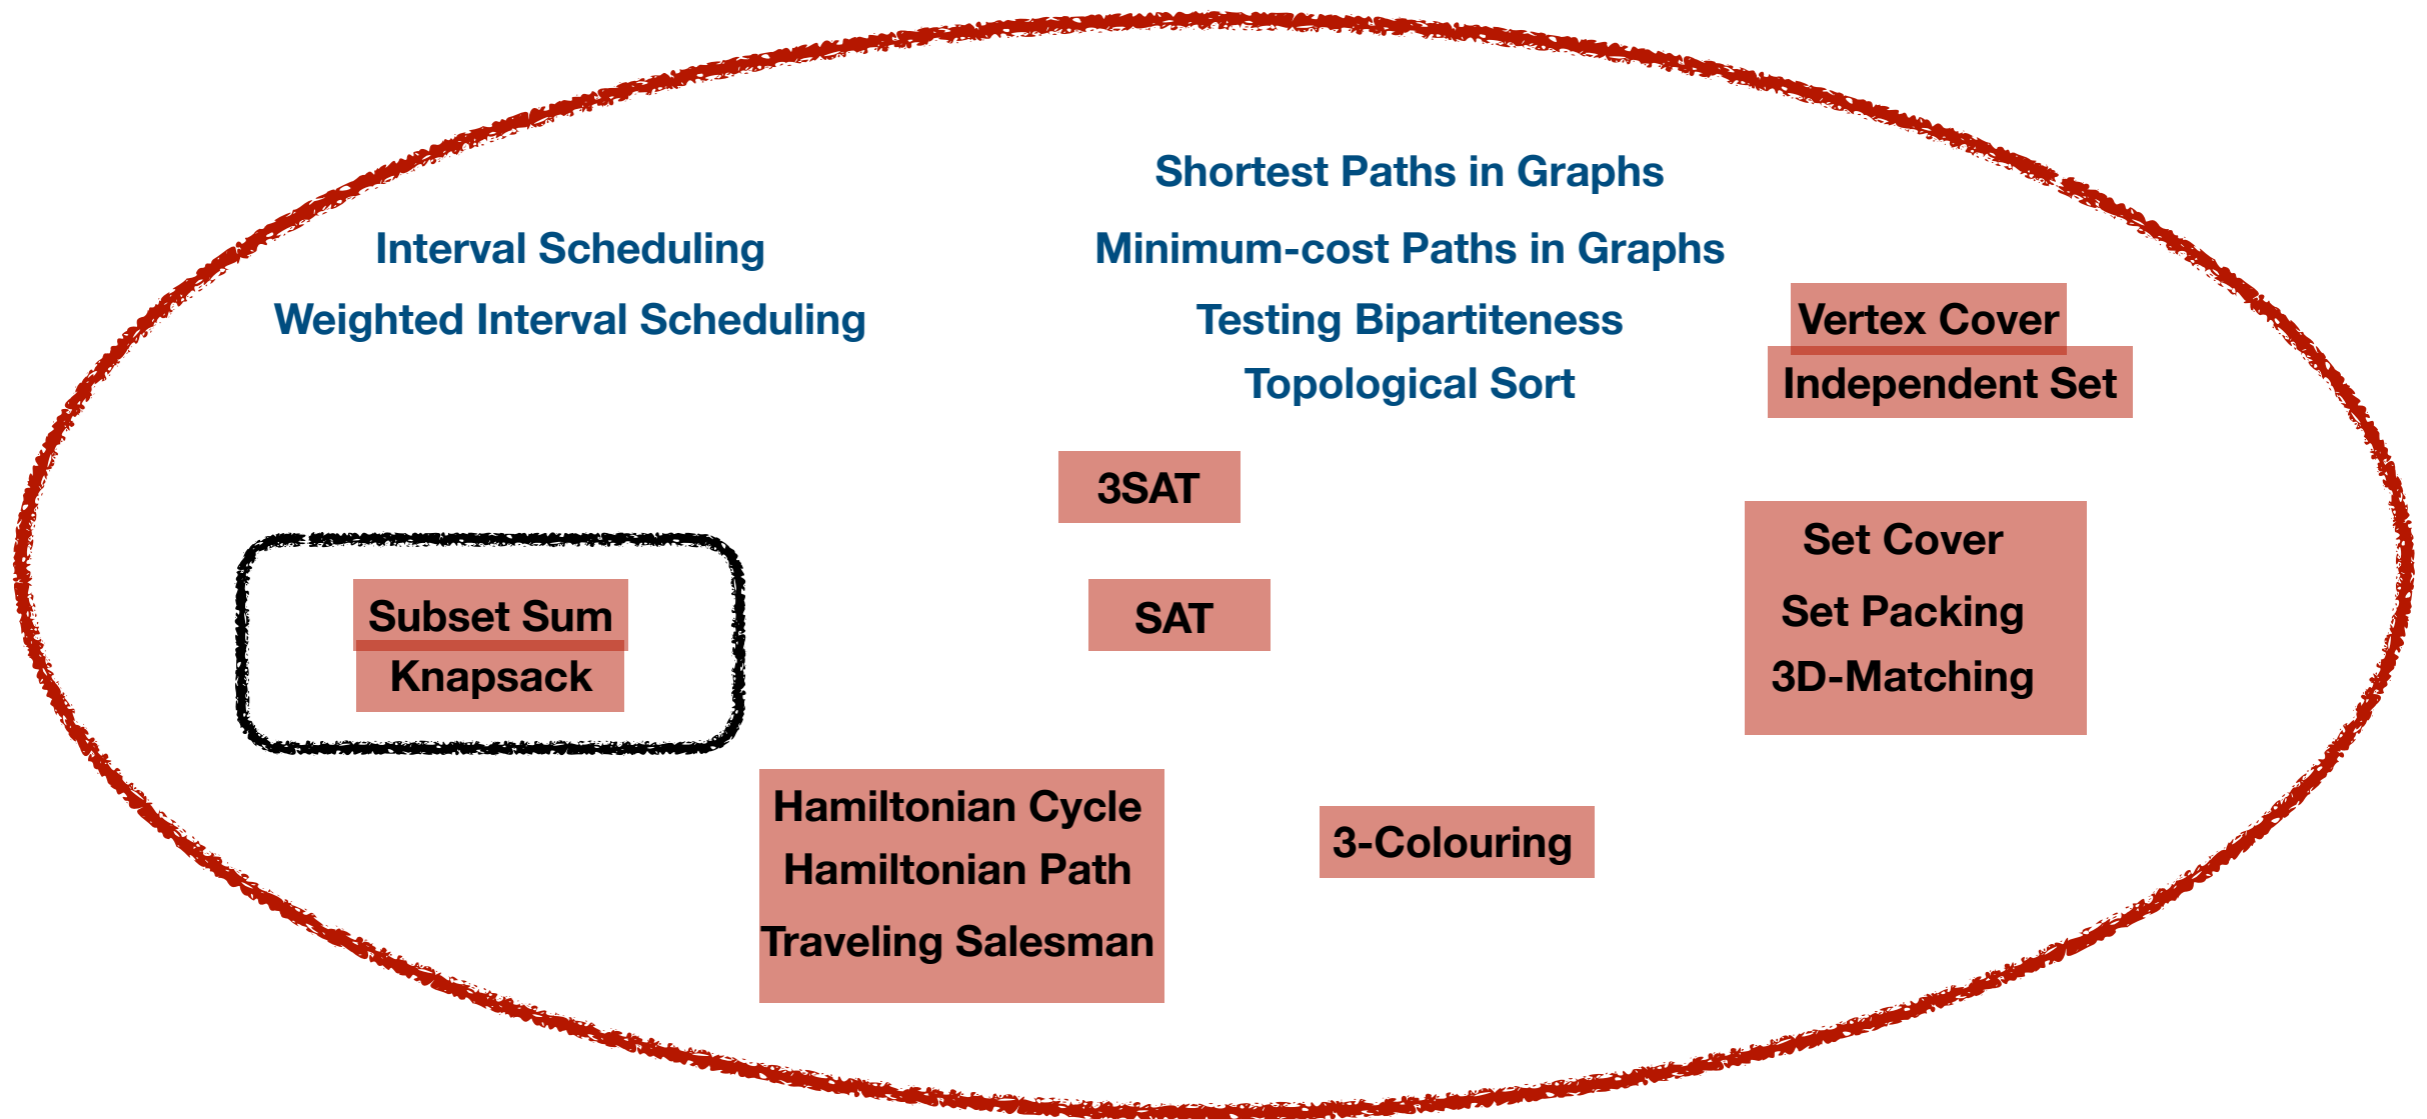 Shortest Paths in Graphs
Interval Scheduling
Minimum-cost Paths in Graphs
Weighted Interval Scheduling
Testing Bipartiteness
Vertex Cover
Topological Sort
Independent Set
3SAT
Set Cover
Subset Sum
SAT
Set Packing
Knapsack
3D-Matching
Hamiltonian Cycle
Hamiltonian Path
Traveling Salesman
3-Colouring